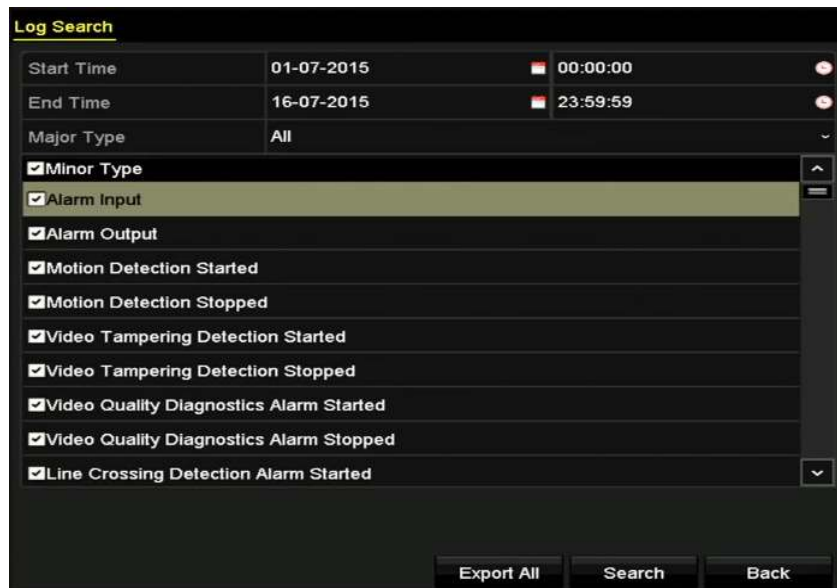 Log Search
Start Time 01-07-2015 00:00:00
End Time 16-07-2015 23:59:59
Major Type All
Minor Type
Alarm Input
Alarm Output
Motion Detection Started
Motion Detection Stopped
Video Tampering Detection Started
Video Tampering Detection Stopped
Video Quality Diagnostics Alarm Started
Video Quality Diagnostics Alarm Stopped
Line Crossing Detection Alarm Started
Export All Search Back